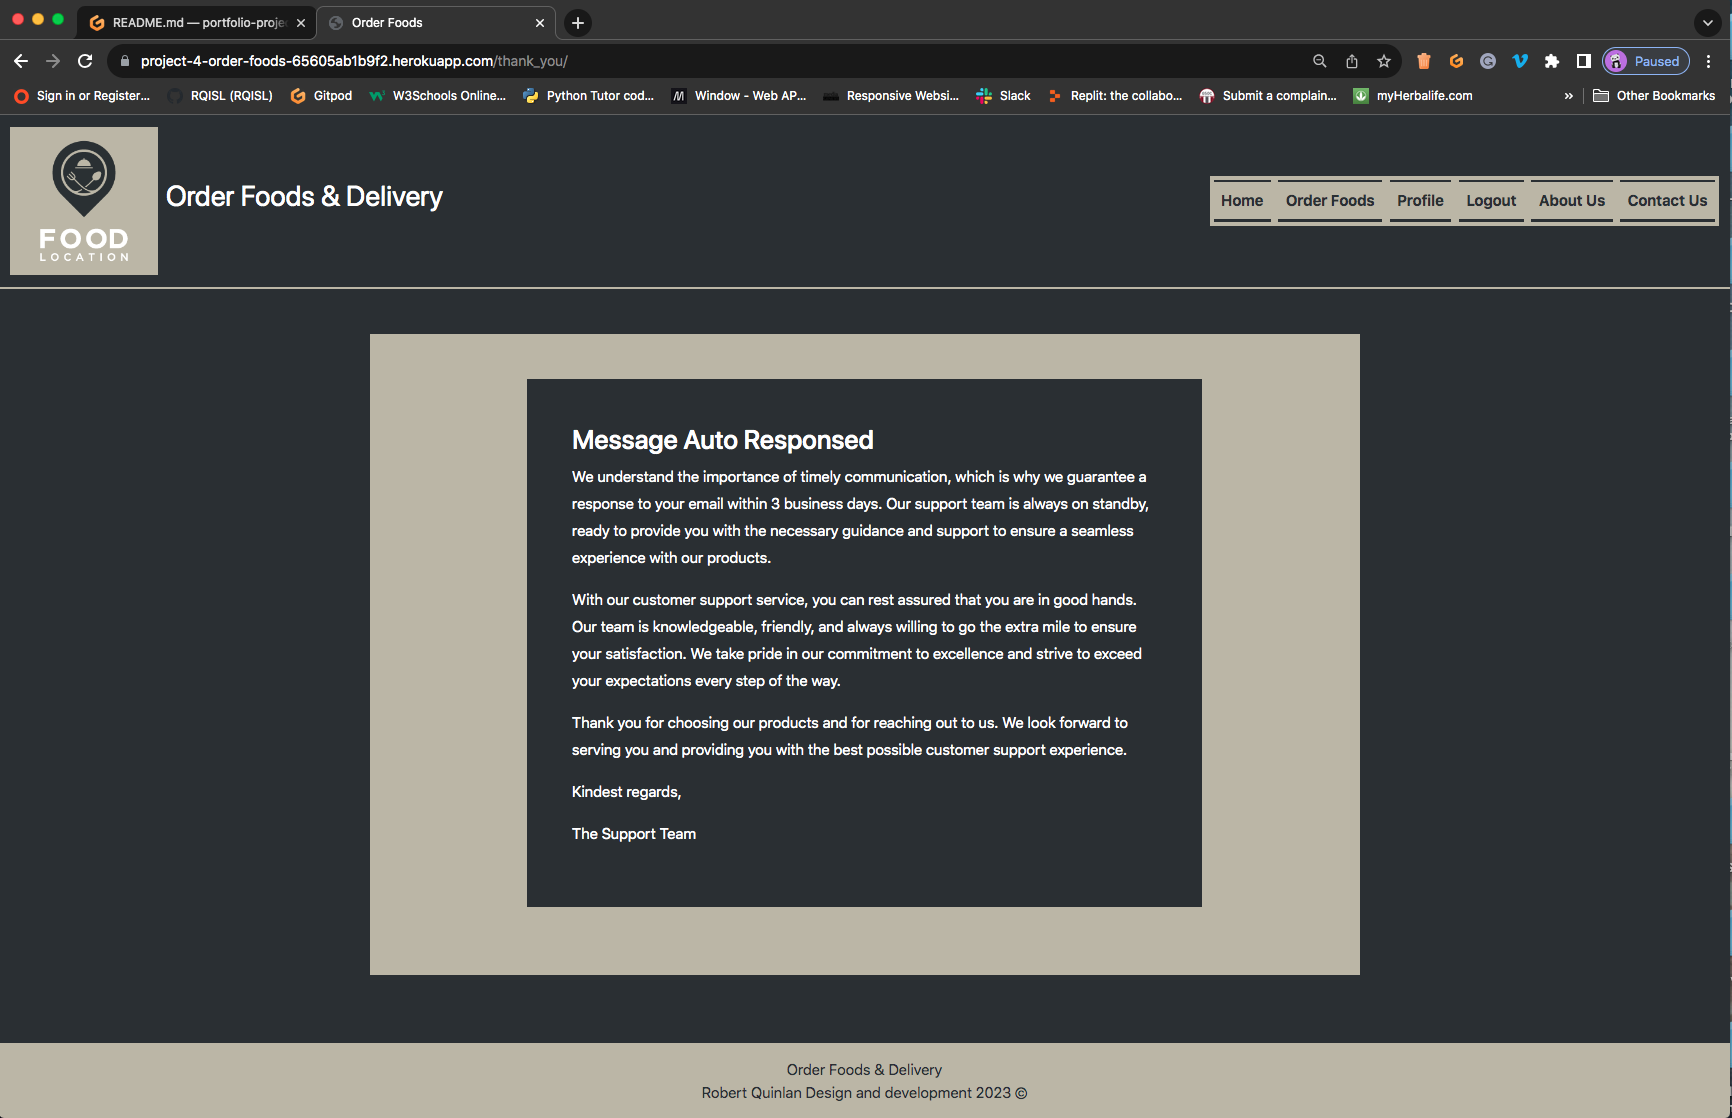 README.md — portfolio-proje
Order Foods
project-4-order-foods-65605ab1b9f2.herokuapp.com/thank_you/
Paused
Sign in or Register...
RQISL (RQISL)
Gitpod
W3Schools Online...
Python Tutor cod...
Window - Web AP...
Responsive Websi...
Slack
Replit: the collabo...
Submit a complain...
myHerbalife.com
»
Other Bookmarks
FOOD
LOCATION
Order Foods & Delivery
Home
Order Foods
Profile
Logout
About Us
Contact Us
Message Auto Responsed
We understand the importance of timely communication, which is why we guarantee a
response to your email within 3 business days. Our support team is always on standby,
ready to provide you with the necessary guidance and support to ensure a seamless
experience with our products.
With our customer support service, you can rest assured that you are in good hands.
Our team is knowledgeable, friendly, and always willing to go the extra mile to ensure
your satisfaction. We take pride in our commitment to excellence and strive to exceed
your expectations every step of the way.
Thank you for choosing our products and for reaching out to us. We look forward to
serving you and providing you with the best possible customer support experience.
Kindest regards,
The Support Team
Order Foods & Delivery
Robert Quinlan Design and development 2023 ©